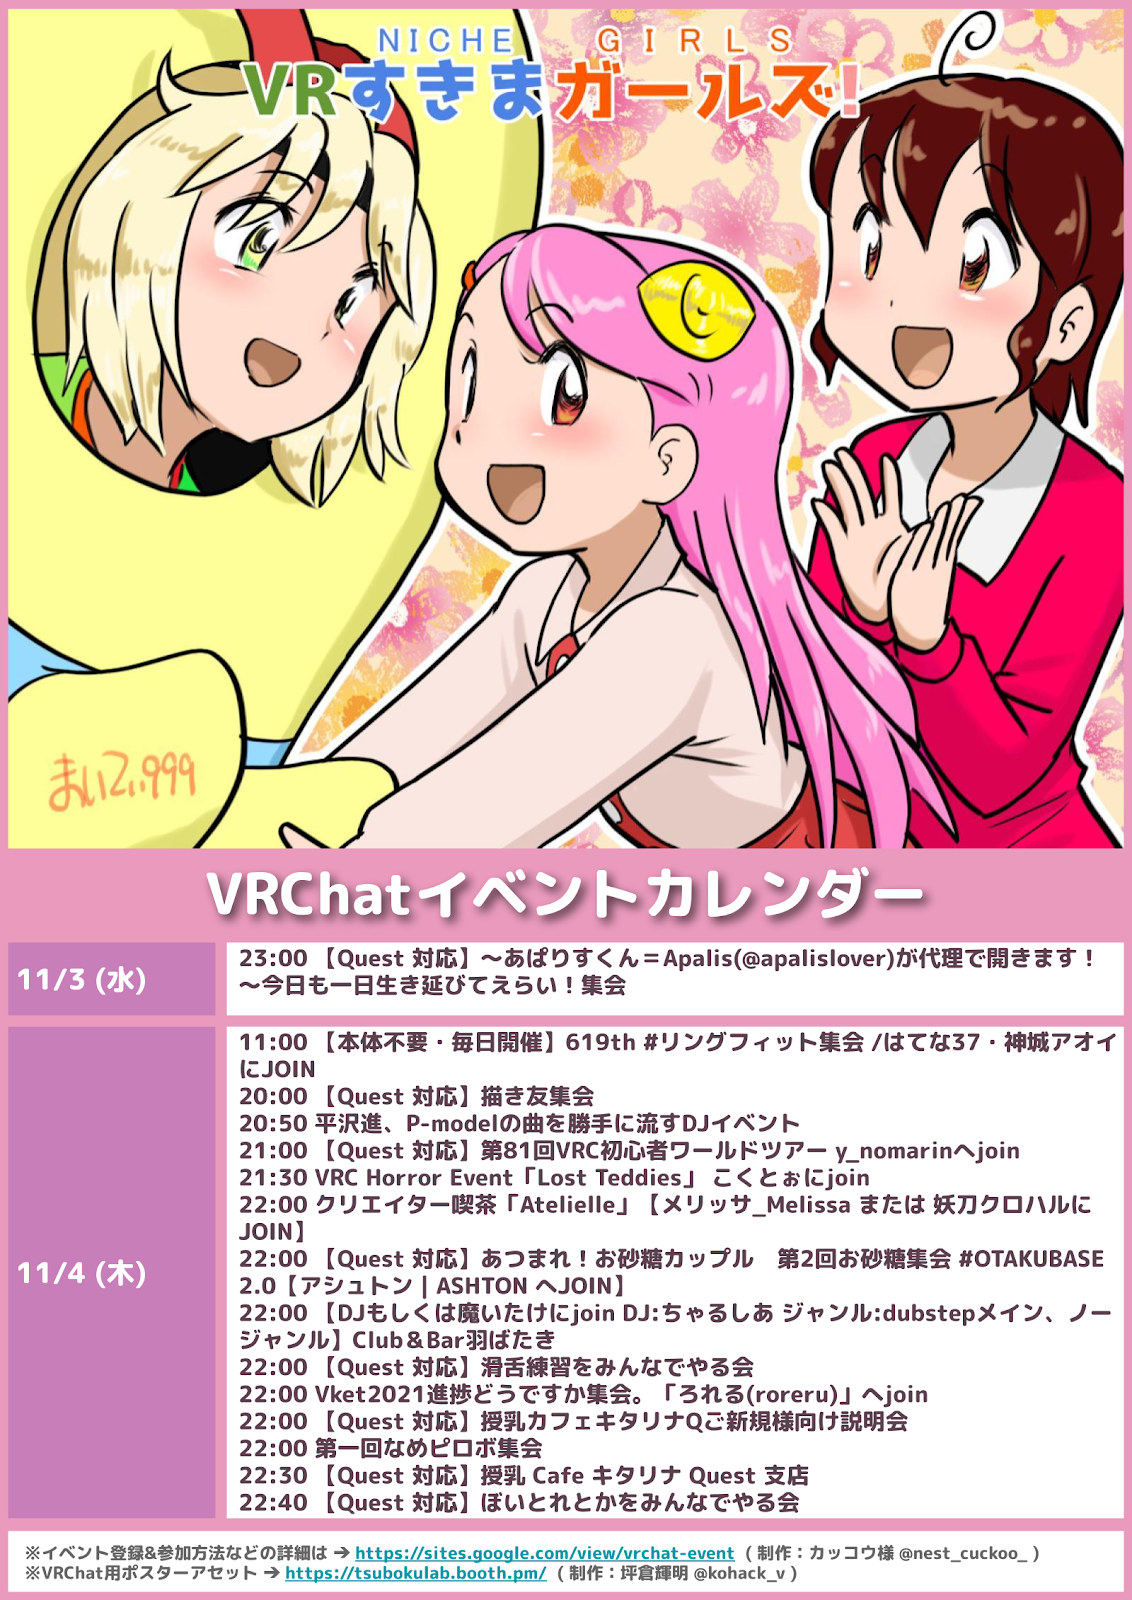 NICHE GIRLS
VRすきまガールズ!
まいてい999
VRChatイベントカレンダー
11/3 (水)
23:00 【Quest 対応】～あぱりすくん＝Apalis(@apalislover)が代理で開きます！
～今日も一日生き延びてえらい！集会
11/4 (木)
11:00 【本体不要・毎日開催】619th #リングフィット集会 /はてな37・神城アオイ
にJOIN
20:00 【Quest 対応】描き友集会
20:50 平沢進、P-modelの曲を勝手に流すDJイベント
21:00 【Quest 対応】第81回VRC初心者ワールドツアー y_nomarinへjoin
21:30 VRC Horror Event「Lost Teddies」 こくとぉにjoin
22:00 クリエイター喫茶「Atelielle」【メリッサ_Melissa または 妖刀クロハルに
JOIN】
22:00 【Quest 対応】あつまれ！お砂糖カップル　第2回お砂糖集会 #OTAKUBASE
2.0【アシュトン | ASHTON へJOIN】
22:00 【DJもしくは魔いたけにjoin DJ:ちゃるしあ ジャンル:dubstepメイン、ノー
ジャンル】Club＆Bar羽ばたき
22:00 【Quest 対応】滑舌練習をみんなでやる会
22:00 Vket2021進捗どうですか集会。「ろれる(roreru)」へjoin
22:00 【Quest 対応】授乳カフェキタリナQご新規様向け説明会
22:00 第一回なめピロボ集会
22:30 【Quest 対応】授乳 Cafe キタリナ Quest 支店
22:40 【Quest 対応】ぼいとれとかをみんなでやる会
※イベント登録&参加方法などの詳細は → https://sites.google.com/view/vrchat-event （ 制作：カッコウ様 @nest_cuckoo_ ）
※VRChat用ポスターアセット → https://tsubokulab.booth.pm/ （ 制作：坪倉輝明 @kohack_v ）